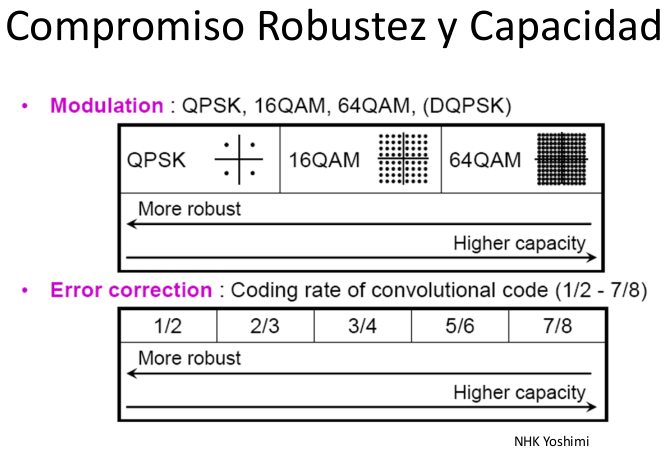 Compromiso Robustez y Capacidad
• Modulation : QPSK, 16QAM, 64QAM, (DQPSK)
QPSK 16QAM 64QAM
More robust
Higher capacity
• Error correction : Coding rate of convolutional code (1/2 - 7/8)
1/2 2/3 3/4 5/6 7/8
More robust
Higher capacity
NHK Yoshimi